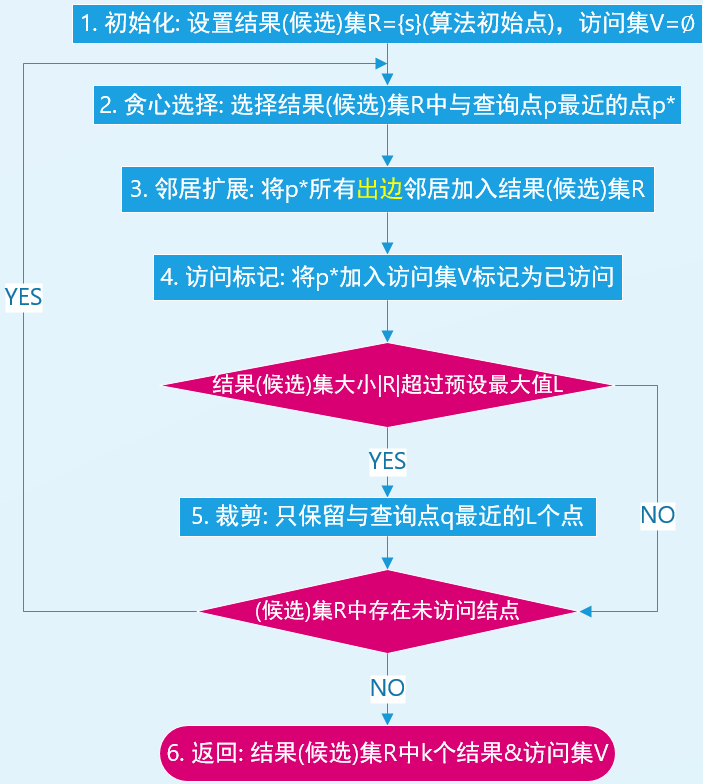 1. 初始化: 设置结果(候选)集R={s}(算法初始点)，访问集V=∅
2. 贪心选择: 选择结果(候选)集R中与查询点p最近的点p*
3. 邻居扩展: 将p*所有出边邻居加入结果(候选)集R
4. 访问标记: 将p*加入访问集V标记为已访问
YES
结果(候选)集大小|R|超过预设最大值L
YES
NO
5. 裁剪: 只保留与查询点q最近的L个点
(候选)集R中存在未访问结点
NO
6. 返回: 结果(候选)集R中k个结果&访问集V